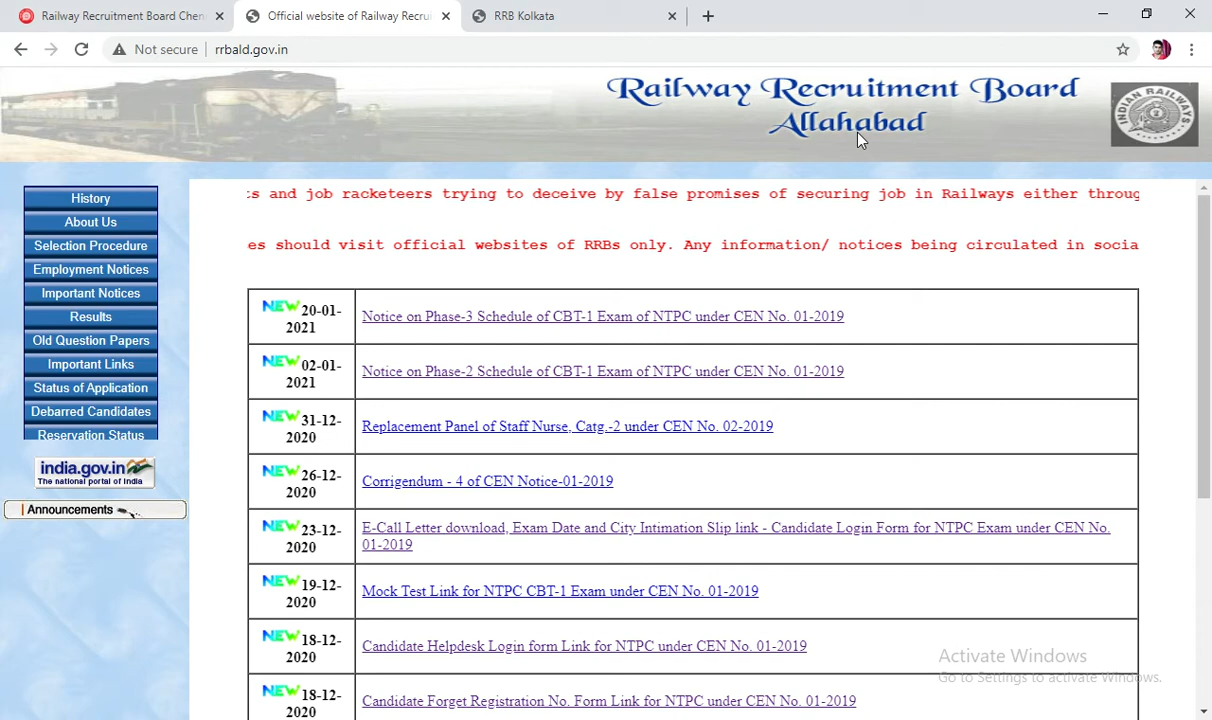 Railway Recruitment Board Chen
Official website of Railway Recru
RRB Kolkata
Not secure
rrbald.gov.in
Railway Recruitment Board
Allahabad
INDIAN RAILWAYS
ts and job racketeers trying to deceive by false promises of securing job in Railways either throug
es should visit official websites of RRBs only. Any information/ notices being circulated in socia
History
About Us
Selection Procedure
Employment Notices
Important Notices
Results
Old Question Papers
Important Links
Status of Application
Debarred Candidates
Reservation Status
india.gov.in
The national portal of India
Announcements
NEW 20-01-
2021
Notice on Phase-3 Schedule of CBT-1 Exam of NTPC under CEN No. 01-2019
NEW 02-01-
2021
Notice on Phase-2 Schedule of CBT-1 Exam of NTPC under CEN No. 01-2019
NEW 31-12-
2020
Replacement Panel of Staff Nurse, Catg.-2 under CEN No. 02-2019
NEW 26-12-
2020
Corrigendum - 4 of CEN Notice-01-2019
NEW 23-12-
2020
E-Call Letter download, Exam Date and City Intimation Slip link - Candidate Login Form for NTPC Exam under CEN No.
01-2019
NEW 19-12-
2020
Mock Test Link for NTPC CBT-1 Exam under CEN No. 01-2019
NEW 18-12-
2020
Candidate Helpdesk Login form Link for NTPC under CEN No. 01-2019
NEW 18-12-
2020
Candidate Forget Registration No. Form Link for NTPC under CEN No. 01-2019
Activate Windows
Go to Settings to activate Windows.